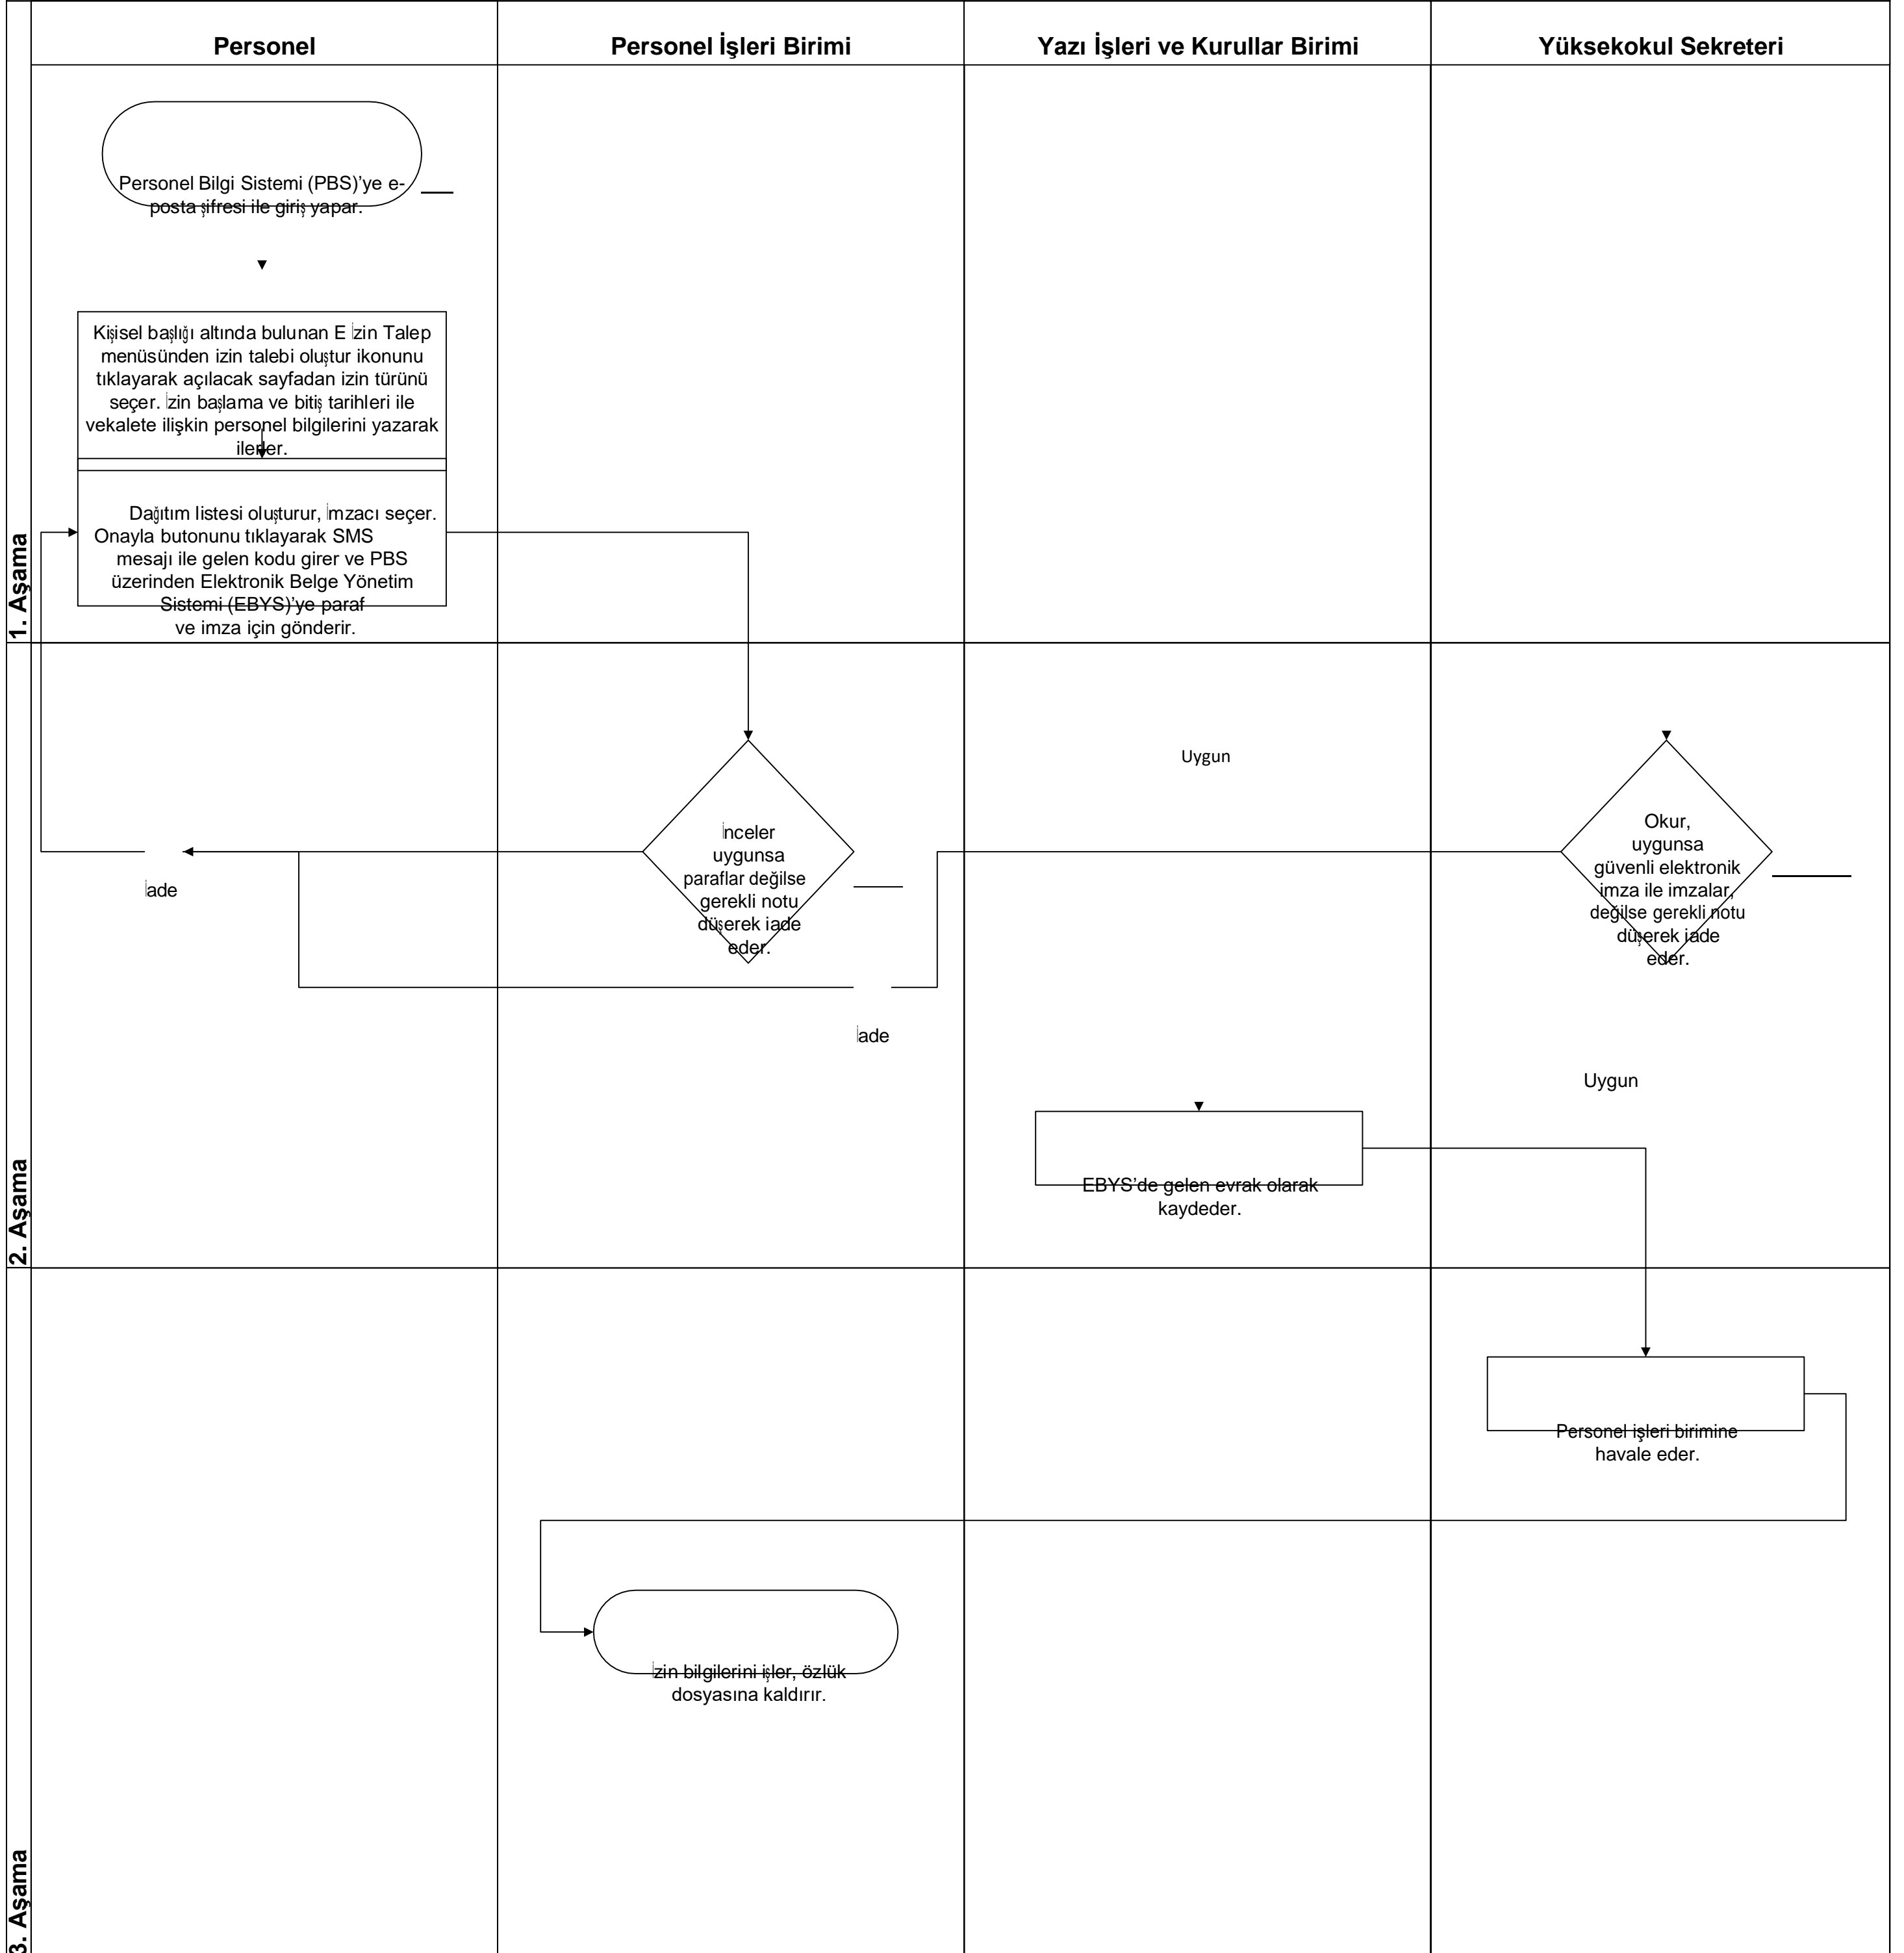 Personel
Personel İşleri Birimi
Yazı İşleri ve Kurullar Birimi
Yüksekokul Sekreteri
1. Aşama
Personel Bilgi Sistemi (PBS)’ye e-
posta şifresi ile giriş yapar.
Kişisel başlığı altında bulunan E İzin Talep
menüsünden izin talebi oluştur ikonunu
tıklayarak açılacak sayfadan izin türünü
seçer. İzin başlama ve bitiş tarihleri ile
vekalete ilişkin personel bilgilerini yazarak
ilerler.
Dağıtım listesi oluşturur, İmzacı seçer.
Onayla butonunu tıklayarak SMS
mesajı ile gelen kodu girer ve PBS
üzerinden Elektronik Belge Yönetim
Sistemi (EBYS)’ye paraf
ve imza için gönderir.
2. Aşama
Uygun
İnceler
uygunsa
paraflar değilse
gerekli notu
düşerek iade
eder.
Okur,
uygunsa
güvenli elektronik
imza ile imzalar,
değilse gerekli notu
düşerek iade
eder.
İade
İade
Uygun
EBYS’de gelen evrak olarak
kaydeder.
3. Aşama
Personel işleri birimine
havale eder.
İzin bilgilerini işler, özlük
dosyasına kaldırır.